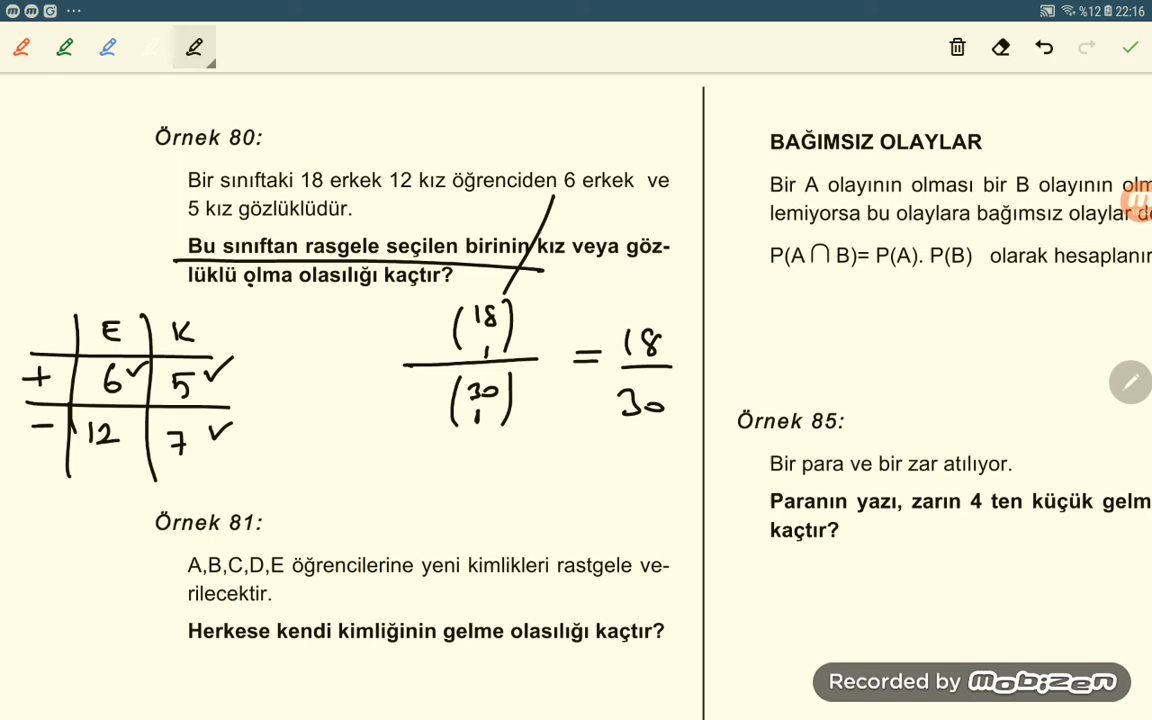 %12 22:16
Örnek 80:
Bir sınıftaki 18 erkek 12 kız öğrenciden 6 erkek ve
5 kız gözlüklüdür.
Bu sınıftan rasgele seçilen birinin kız veya göz-
lüklü olma olasılığı kaçtır?
E K
+ 6 ✓ 5 ✓
- 12 7 ✓
(18 1)
(30 1)
= 18
30
Örnek 81:
A,B,C,D,E öğrencilerine yeni kimlikleri rastgele ve-
rilecektir.
Herkese kendi kimliğinin gelme olasılığı kaçtır?
BAĞIMSIZ OLAYLAR
Bir A olayının olması bir B olayının olm
lemiyorsa bu olaylara bağımsız olaylar
P(A ∩ B)= P(A). P(B) olarak hesaplanır
Örnek 85:
Bir para ve bir zar atılıyor.
Paranın yazı, zarın 4 ten küçük gelm
kaçtır?
Recorded by mobizen